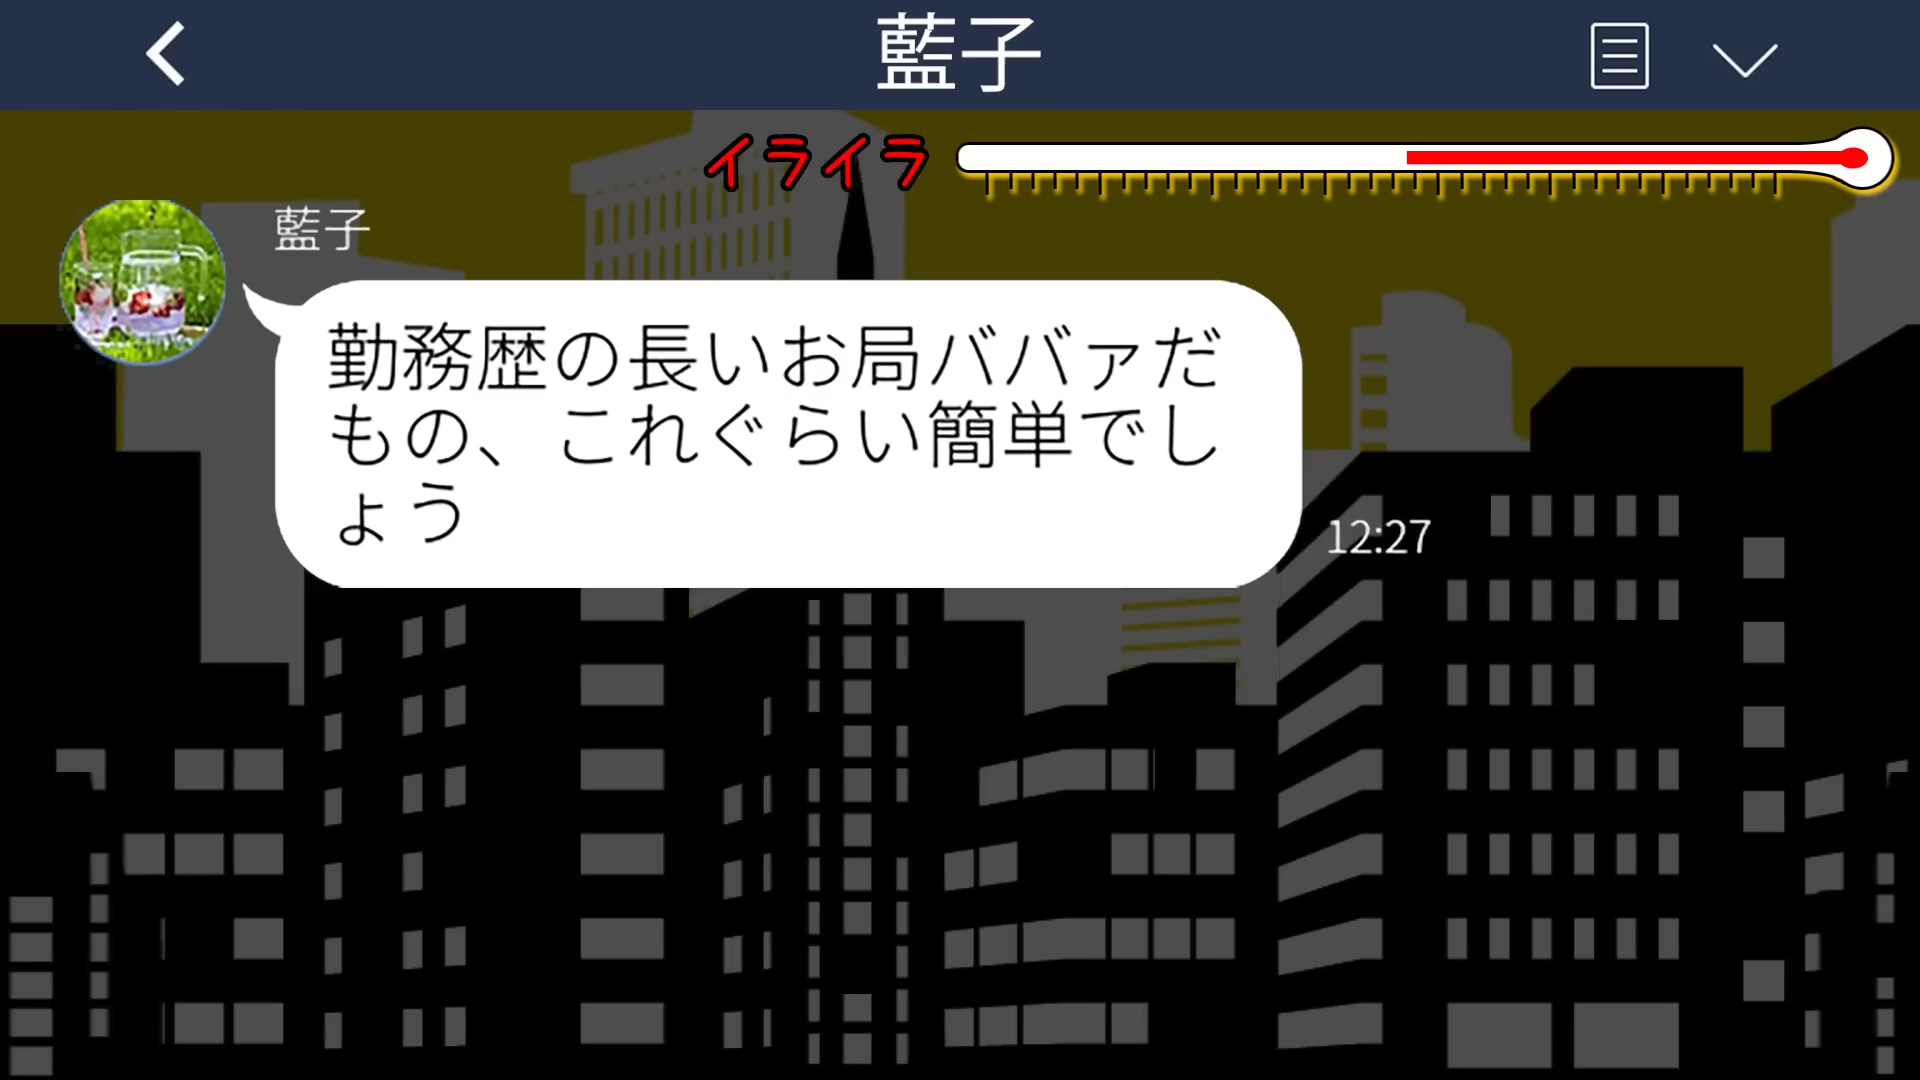 藍子
イライラ
藍子
勤務歴の長いお局ババァだ
もの、これぐらい簡単でし
ょう
12:27